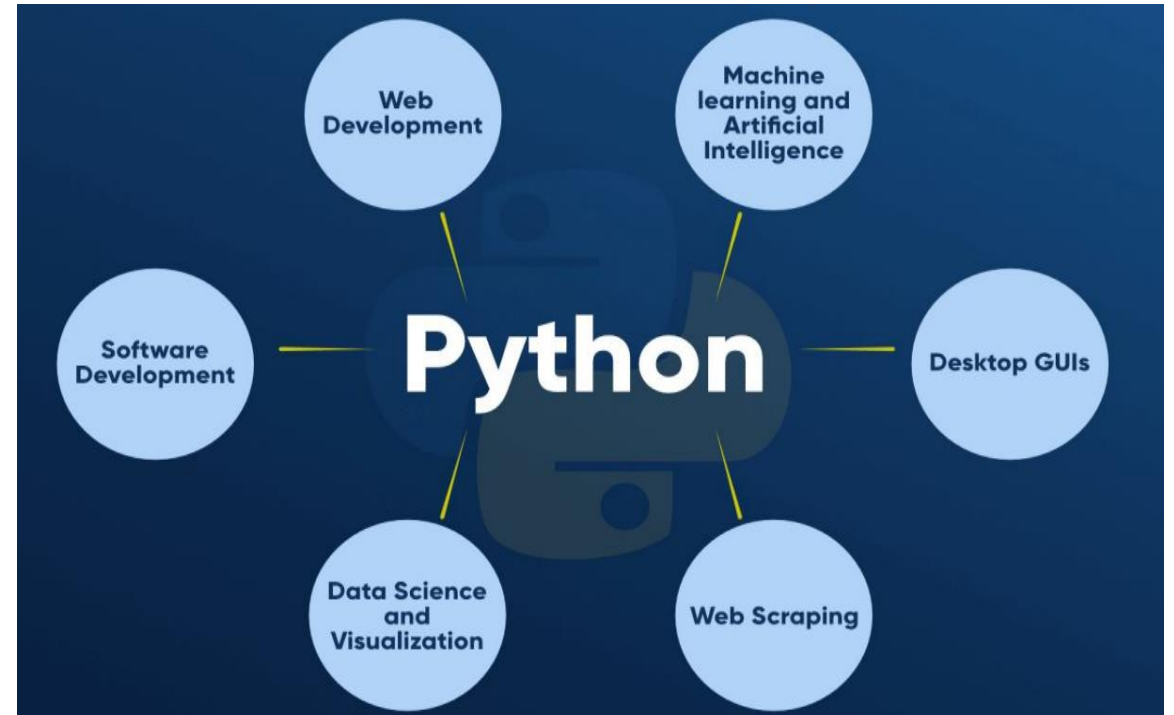 Web
Development
Machine
learning and
Artificial
Intelligence
Software
Development
Python
Desktop GUIs
Data Science
and
Visualization
Web Scraping